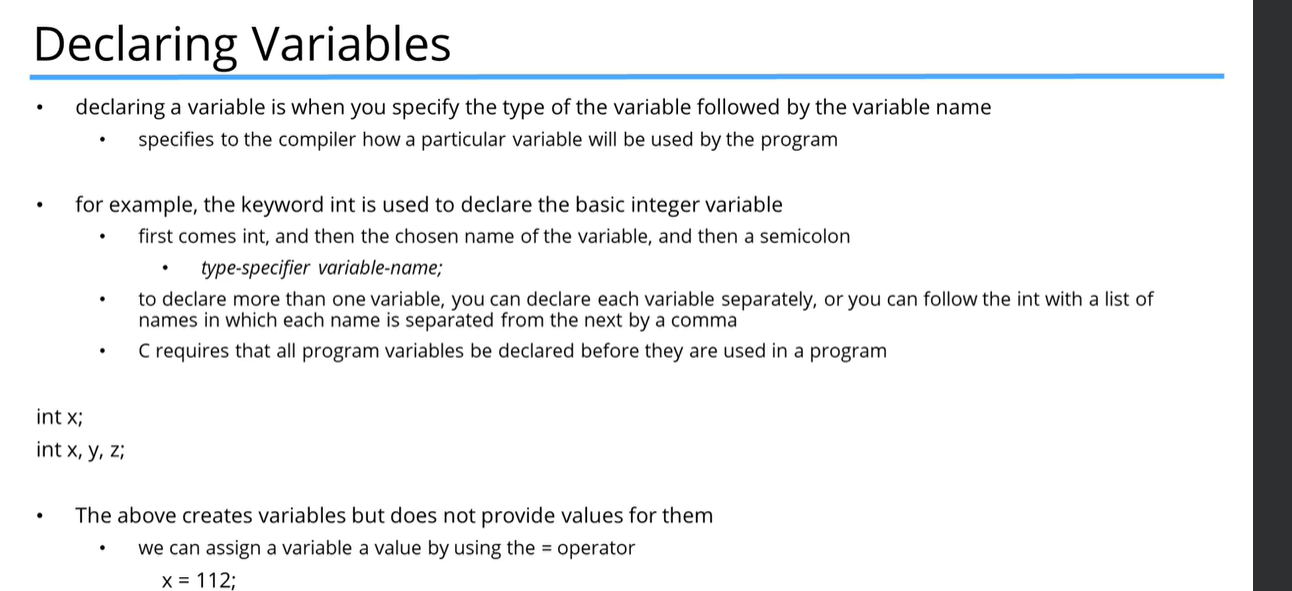 Declaring Variables
• declaring a variable is when you specify the type of the variable followed by the variable name
• specifies to the compiler how a particular variable will be used by the program
• for example, the keyword int is used to declare the basic integer variable
• first comes int, and then the chosen name of the variable, and then a semicolon
• type-specifier variable-name;
• to declare more than one variable, you can declare each variable separately, or you can follow the int with a list of
names in which each name is separated from the next by a comma
• C requires that all program variables be declared before they are used in a program
int x;
int x, y, z;
• The above creates variables but does not provide values for them
• we can assign a variable a value by using the = operator
x = 112;